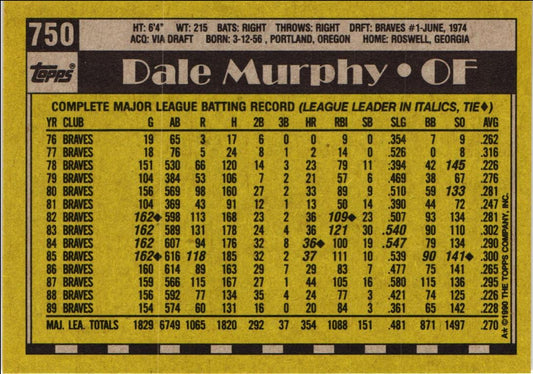 750
HT: 6'4" WT: 215 BATS: RIGHT THROWS: RIGHT DRFT: BRAVES #1-JUNE, 1974
ACQ: VIA DRAFT BORN: 3-12-56 , PORTLAND, OREGON HOME: ROSWELL, GEORGIA
Topps
Dale Murphy • OF
COMPLETE MAJOR LEAGUE BATTING RECORD (LEAGUE LEADER IN ITALICS, TIE♦)
YR CLUB G AB R H 2B 3B HR RBI SB SLG BB SO AVG
76 BRAVES 19 65 3 17 6 0 0 9 0 .354 7 9 .262
77 BRAVES 18 76 5 24 8 1 2 14 0 .526 0 8 .316
78 BRAVES 151 530 66 120 14 3 23 79 11 .394 42 145 .226
79 BRAVES 104 384 53 106 7 2 21 57 6 .469 38 67 .276
80 BRAVES 156 569 98 160 27 2 33 89 9 .510 59 133 .281
81 BRAVES 104 369 43 91 12 1 13 50 14 .390 44 72 .247
82 BRAVES 162♦ 598 113 168 23 2 36 109♦ 23 .507 93 134 .281
83 BRAVES 162 589 131 178 24 4 36 121 30 .540 90 110 .302
84 BRAVES 162 607 94 176 32 8 36♦ 100 19 .547 79 134 .290
85 BRAVES 162♦ 616 118 185 32 2 37 111 10 .539 90 141♦ .300
86 BRAVES 160 614 89 163 29 7 29 83 7 .477 75 141 .265
87 BRAVES 159 566 115 167 27 1 44 105 16 .580 115 136 .295
88 BRAVES 156 592 77 134 35 4 24 77 3 .421 74 125 .226
89 BRAVES 154 574 60 131 16 0 20 84 3 .361 65 142 .228
MAJ. LEA. TOTALS 1829 6749 1065 1820 292 37 354 1088 151 .481 871 1497 .270
A* ©1990 THE TOPPS COMPANY, INC.